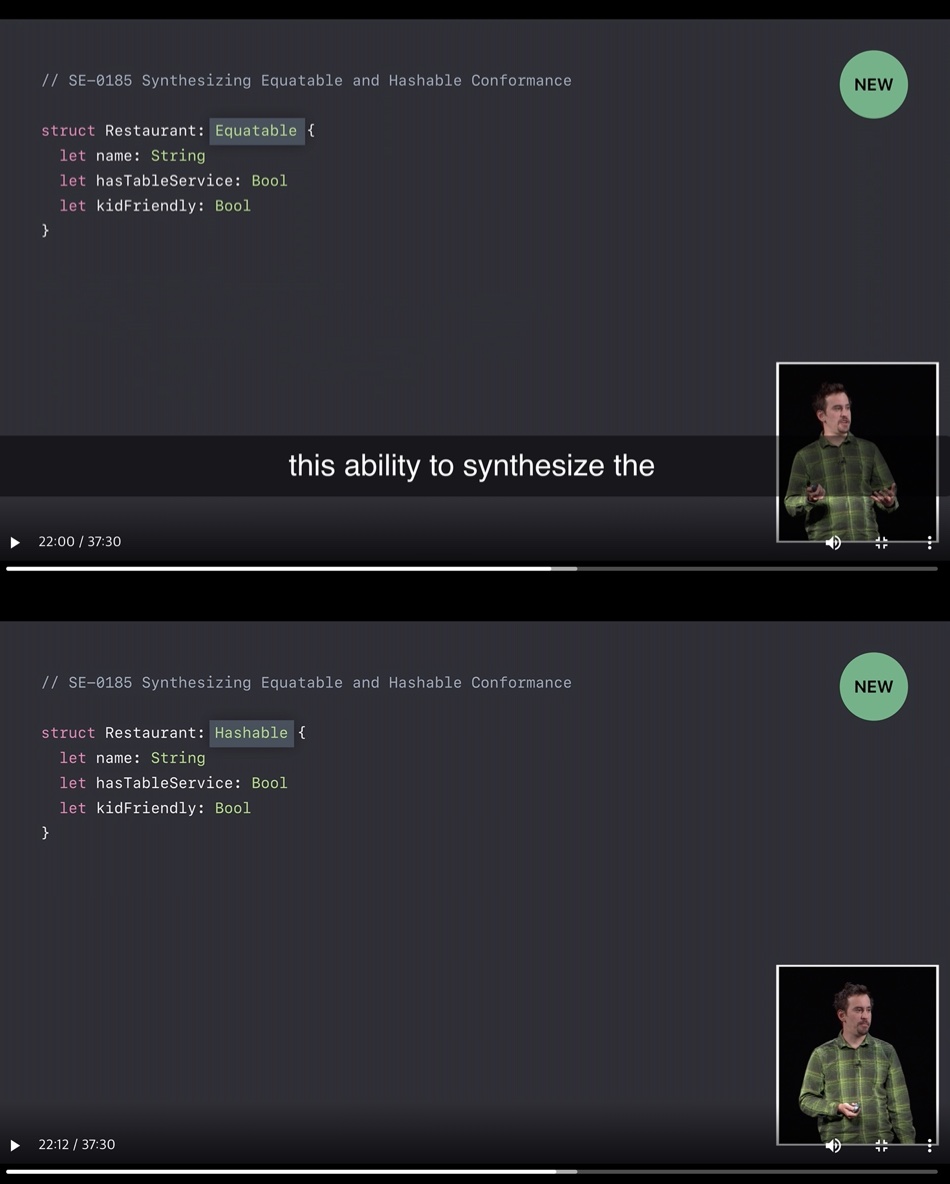 // SE-0185 Synthesizing Equatable and Hashable Conformance
NEW
struct Restaurant: Equatable {
let name: String
let hasTableService: Bool
let kidFriendly: Bool
}
this ability to synthesize the
22:00 / 37:30
// SE-0185 Synthesizing Equatable and Hashable Conformance
NEW
struct Restaurant: Hashable {
let name: String
let hasTableService: Bool
let kidFriendly: Bool
}
22:12 / 37:30